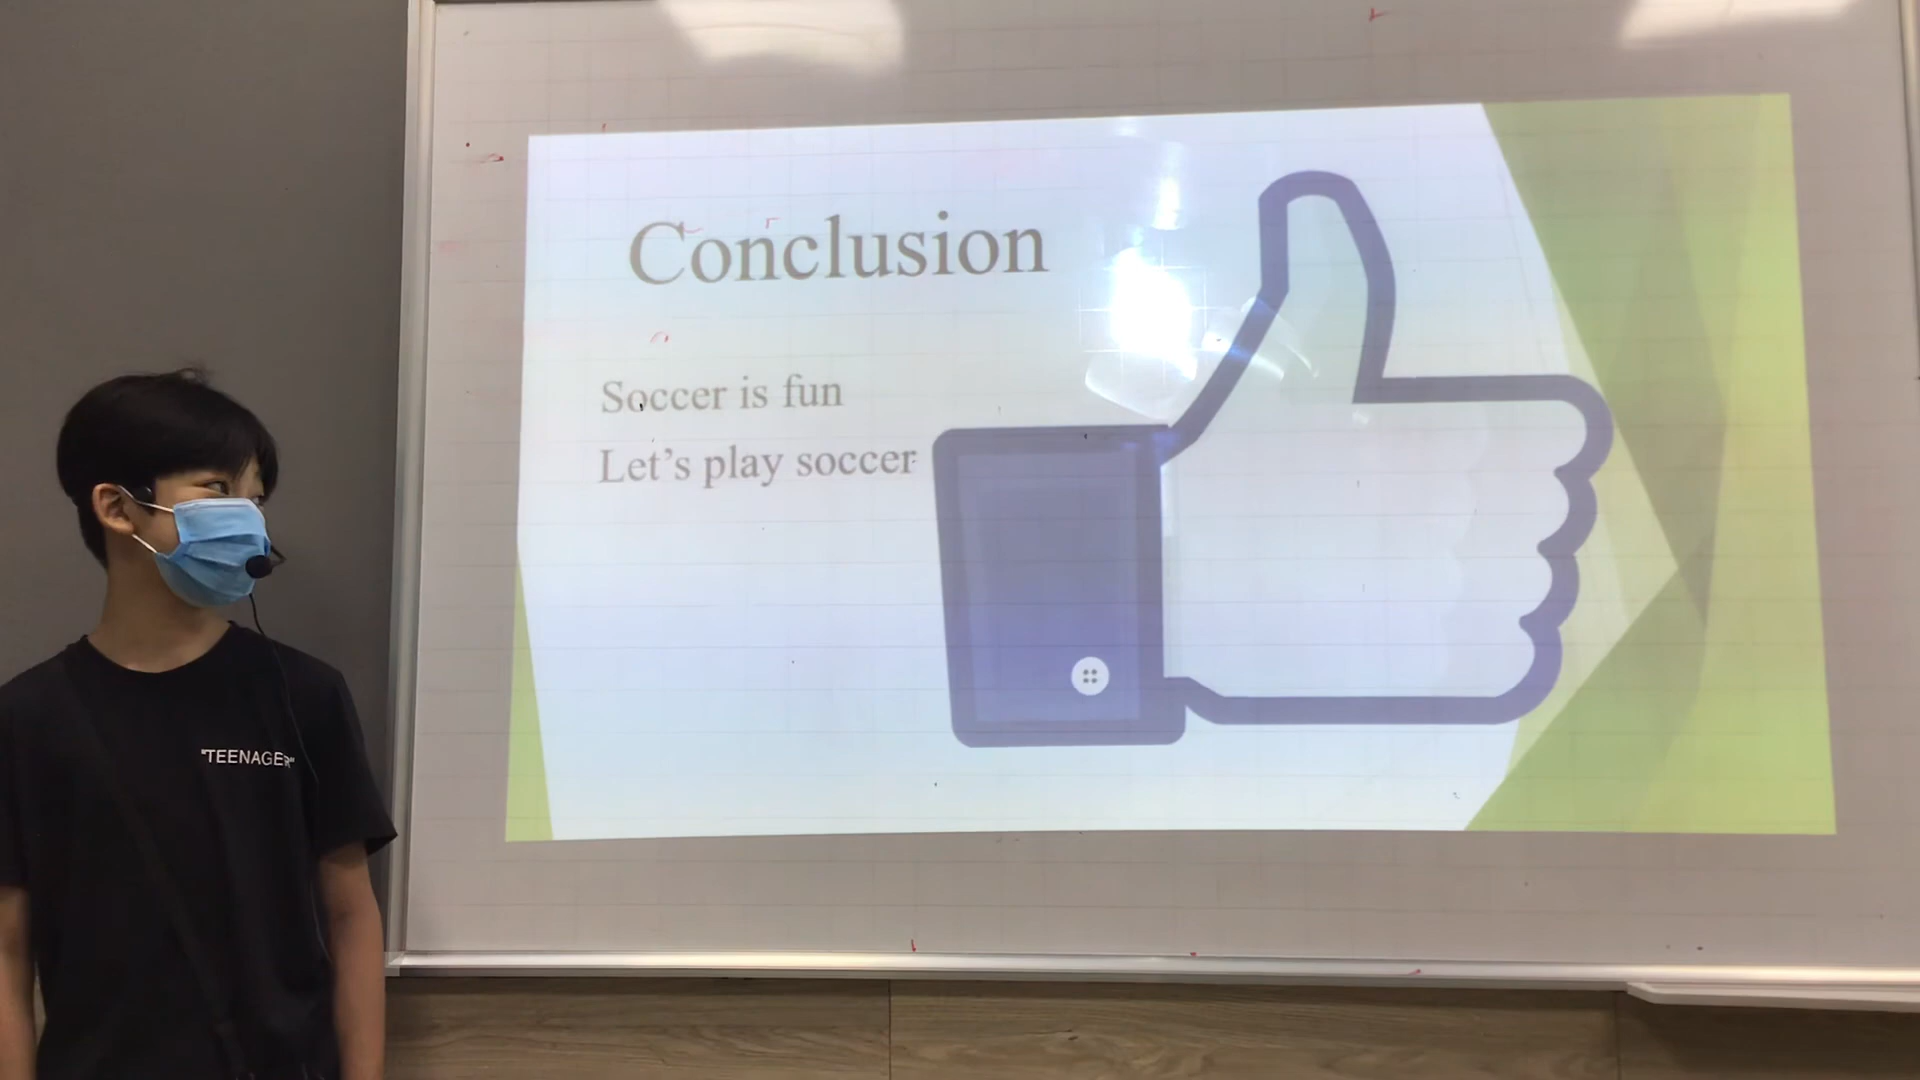 Conclusion
Soccer is fun
Let's play soccer
"TEENAGER"